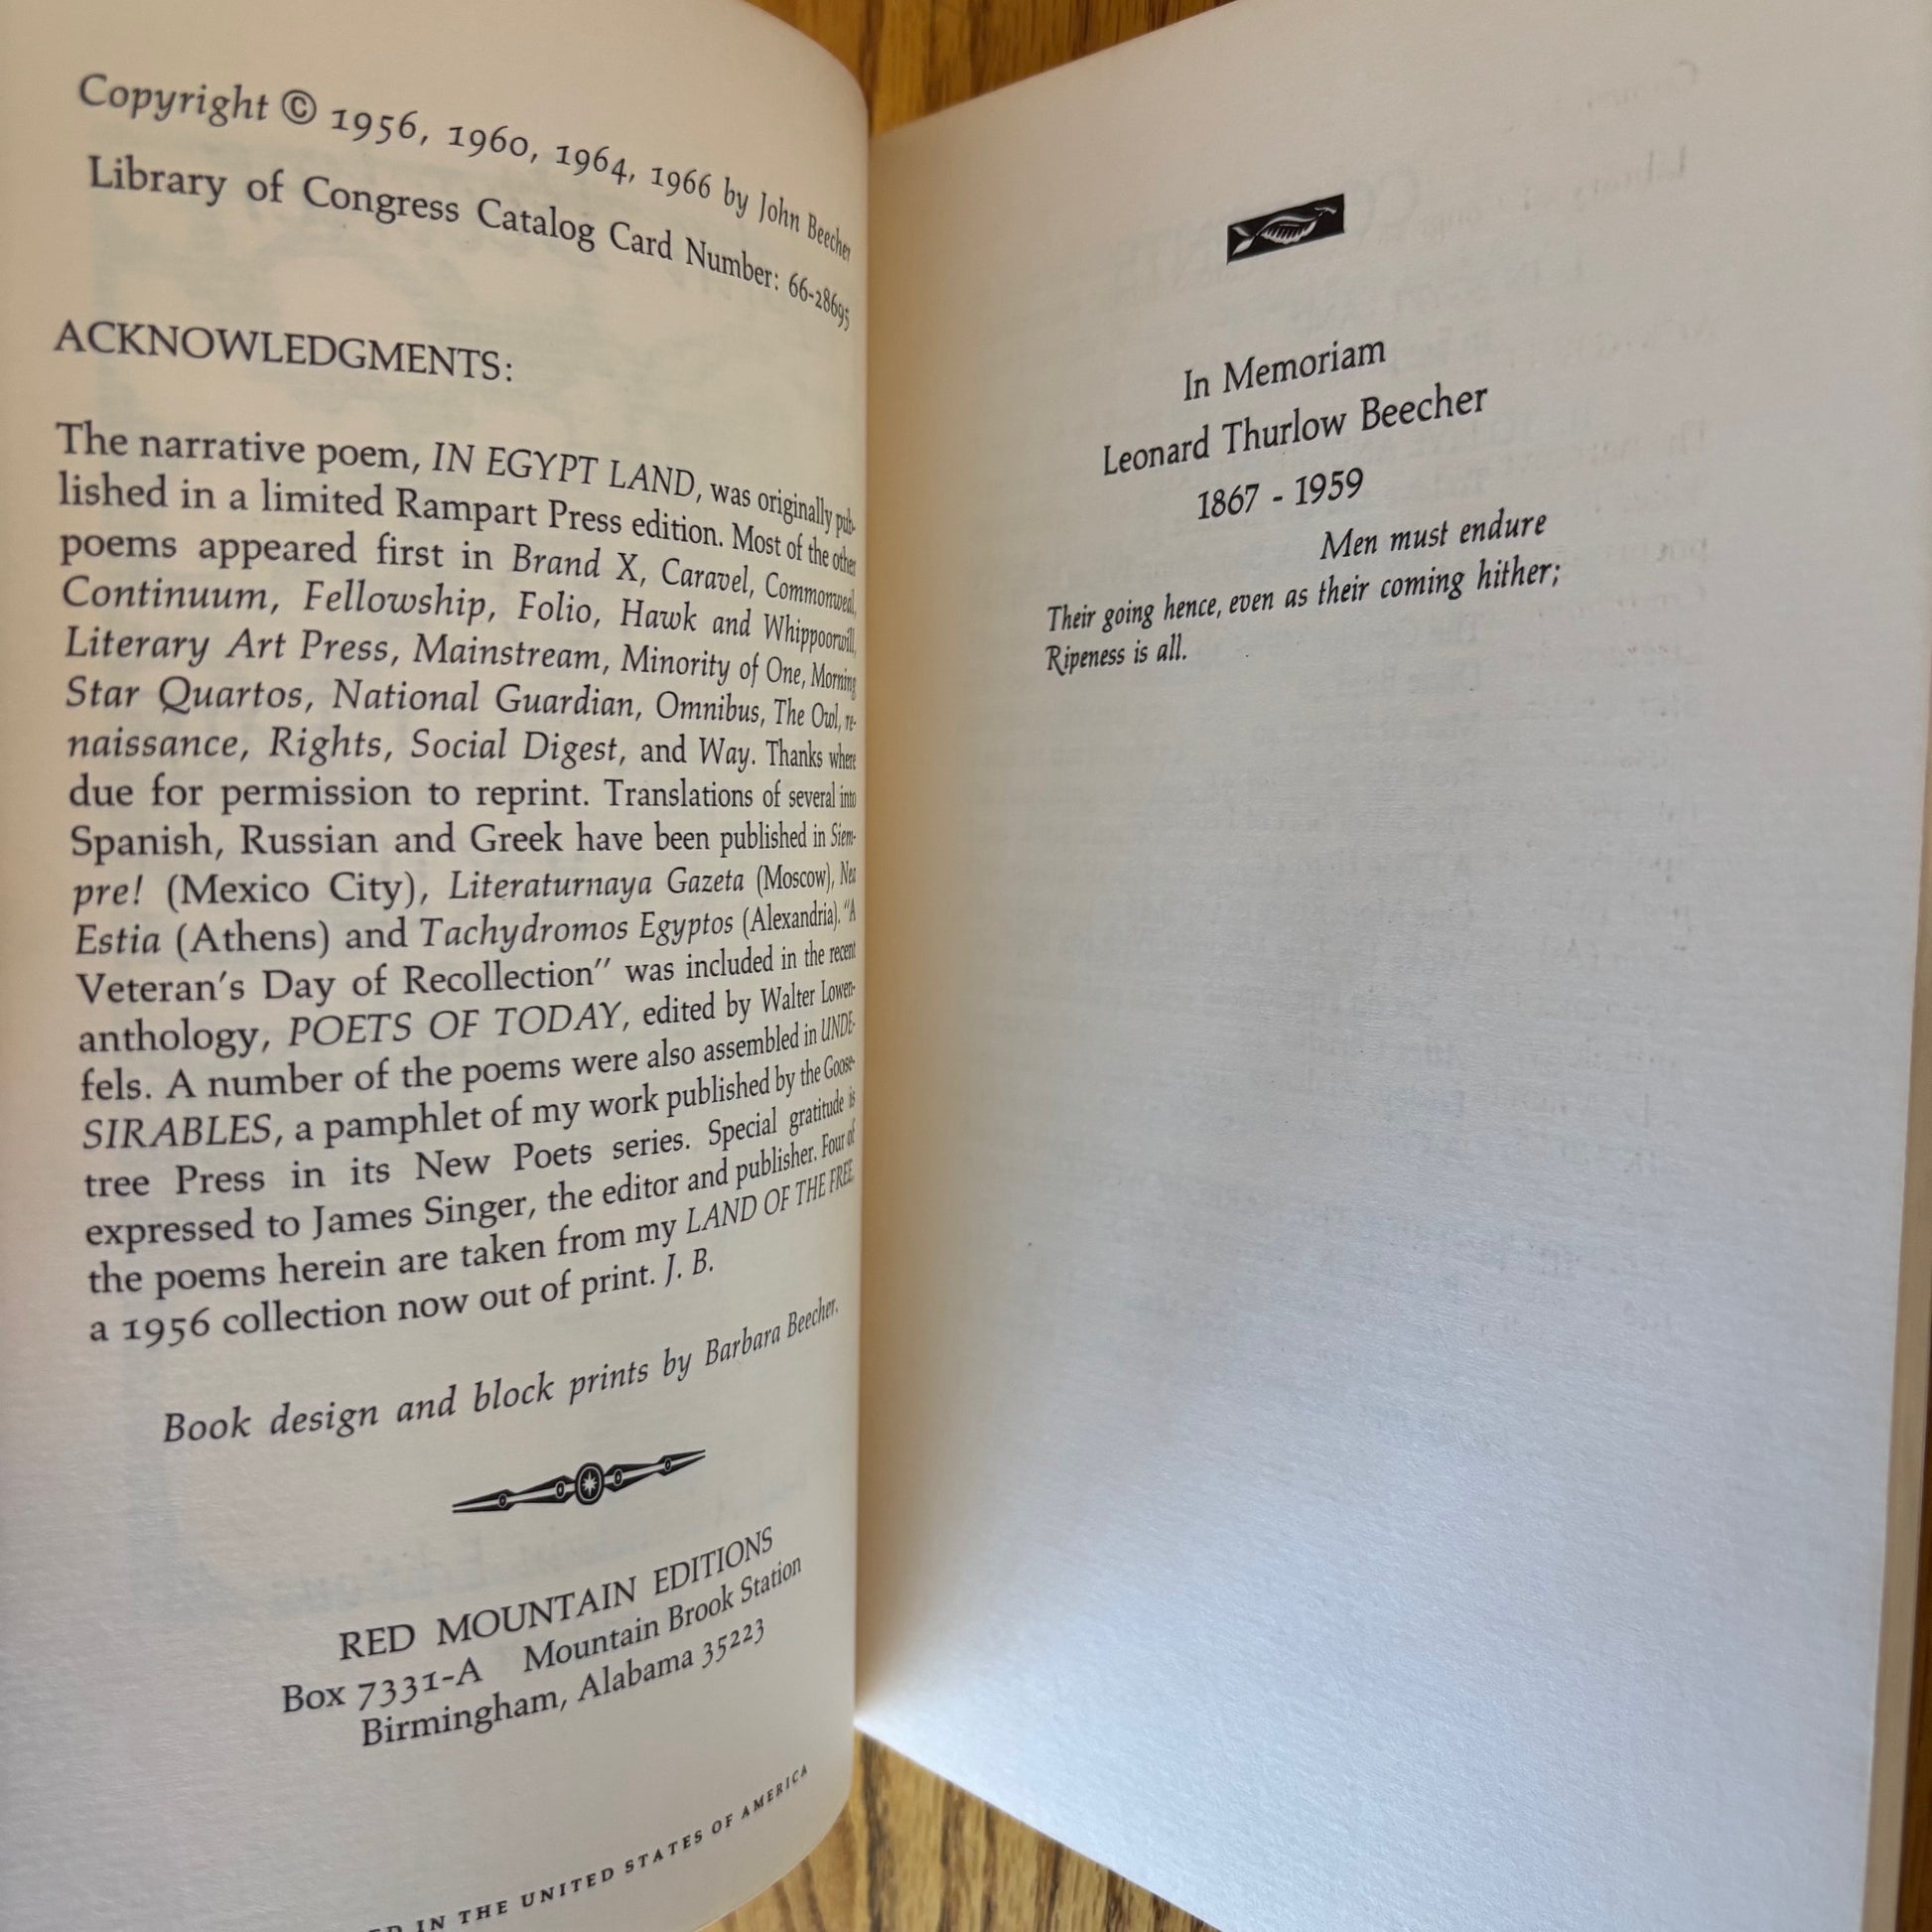 Copyright © 1956, 1960, 1964, 1966 by John Beecher
Library of Congress Catalog Card Number: 66-28695
ACKNOWLEDGMENTS:
The narrative poem, IN EGYPT LAND, was originally pub-
lished in a limited Rampart Press edition. Most of the other
poems appeared first in Brand X, Caravel, Commonweal,
Continuum, Fellowship, Folio, Hawk and Whippoorwill,
Literary Art Press, Mainstream, Minority of One, Morning
Star Quartos, National Guardian, Omnibus, The Owl, re-
naissance, Rights, Social Digest, and Way. Thanks where
due for permission to reprint. Translations of several into
Spanish, Russian and Greek have been published in Siem-
pre! (Mexico City), Literaturnaya Gazeta (Moscow), Nea
Estia (Athens) and Tachydromos Egyptos (Alexandria). "A
Veteran's Day of Recollection" was included in the recent
anthology, POETS OF TODAY, edited by Walter Lowen-
fels. A number of the poems were also assembled in UNDE-
SIRABLES, a pamphlet of my work published by the Goose-
tree Press in its New Poets series. Special gratitude is
expressed to James Singer, the editor and publisher. Four of
the poems herein are taken from my LAND OF THE FREE,
a 1956 collection now out of print. J. B.
Book design and block prints by Barbara Beecher.
RED MOUNTAIN EDITIONS
Box 7331-A Mountain Brook Station
Birmingham, Alabama 35223
IN THE UNITED STATES OF AMERICA
In Memoriam
Leonard Thurlow Beecher
1867 - 1959
Men must endure
Their going hence, even as their coming hither;
Ripeness is all.